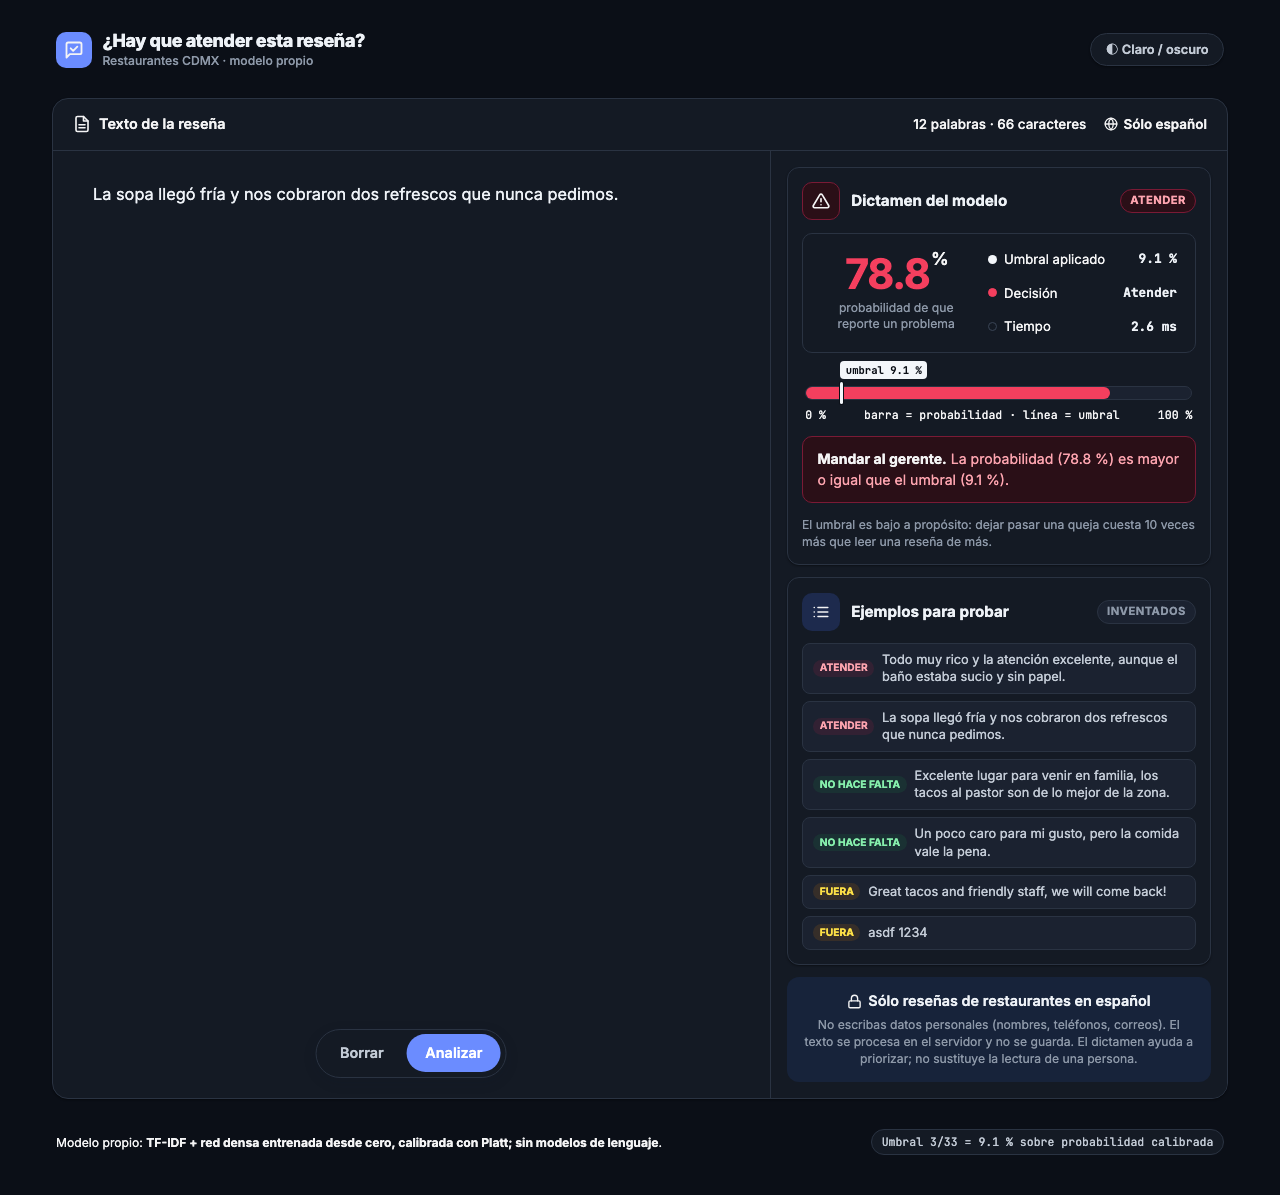 ¿Hay que atender esta reseña?
Restaurantes CDMX · modelo propio
Claro / oscuro
Texto de la reseña
12 palabras · 66 caracteres
Sólo español
La sopa llegó fría y nos cobraron dos refrescos que nunca pedimos.
Borrar
Analizar
Dictamen del modelo
ATENDER
78.8%
probabilidad de que
reporte un problema
Umbral aplicado 9.1 %
Decisión Atender
Tiempo 2.6 ms
umbral 9.1 %
0 % barra = probabilidad · línea = umbral 100 %
Mandar al gerente. La probabilidad (78.8 %) es mayor
o igual que el umbral (9.1 %).
El umbral es bajo a propósito: dejar pasar una queja cuesta 10 veces
más que leer una reseña de más.
Ejemplos para probar
INVENTADOS
ATENDER Todo muy rico y la atención excelente, aunque el
baño estaba sucio y sin papel.
ATENDER La sopa llegó fría y nos cobraron dos refrescos
que nunca pedimos.
NO HACE FALTA Excelente lugar para venir en familia, los
tacos al pastor son de lo mejor de la zona.
NO HACE FALTA Un poco caro para mi gusto, pero la comida
vale la pena.
FUERA Great tacos and friendly staff, we will come back!
FUERA asdf 1234
Sólo reseñas de restaurantes en español
No escribas datos personales (nombres, teléfonos, correos). El
texto se procesa en el servidor y no se guarda. El dictamen ayuda a
priorizar; no sustituye la lectura de una persona.
Modelo propio: TF-IDF + red densa entrenada desde cero, calibrada con Platt; sin modelos de lenguaje.
Umbral 3/33 = 9.1 % sobre probabilidad calibrada